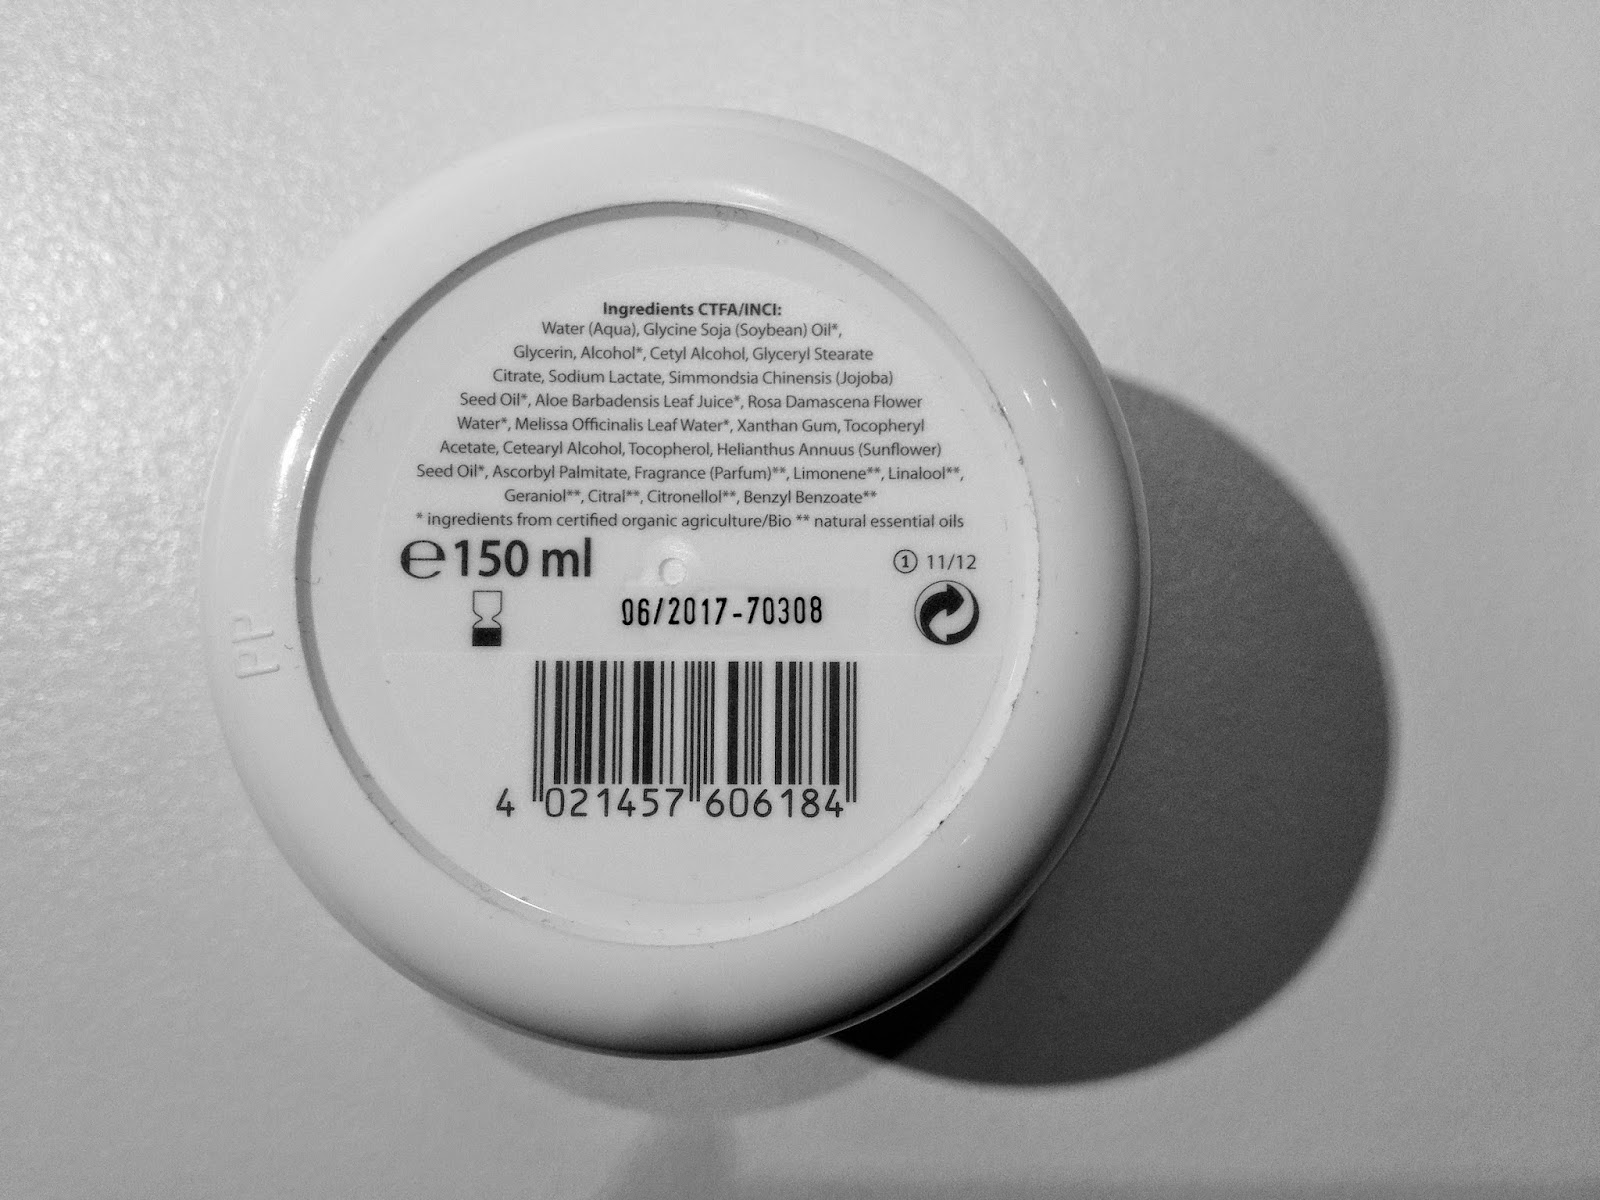 Ingredients CTFA/INCI:
Water (Aqua), Glycine Soja (Soybean) Oil*,
Glycerin, Alcohol*, Cetyl Alcohol, Glyceryl Stearate
Citrate, Sodium Lactate, Simmondsia Chinensis (Jojoba)
Seed Oil*, Aloe Barbadensis Leaf Juice*, Rosa Damascena Flower
Water*, Melissa Officinalis Leaf Water*, Xanthan Gum, Tocopheryl
Acetate, Cetearyl Alcohol, Tocopherol, Helianthus Annuus (Sunflower)
Seed Oil*, Ascorbyl Palmitate, Fragrance (Parfum)**, Limonene**, Linalool**,
Geraniol**, Citral**, Citronellol**, Benzyl Benzoate**
* ingredients from certified organic agriculture/Bio ** natural essential oils
℮ 150 ml
① 11/12
06/2017-70308
4 021457 606184